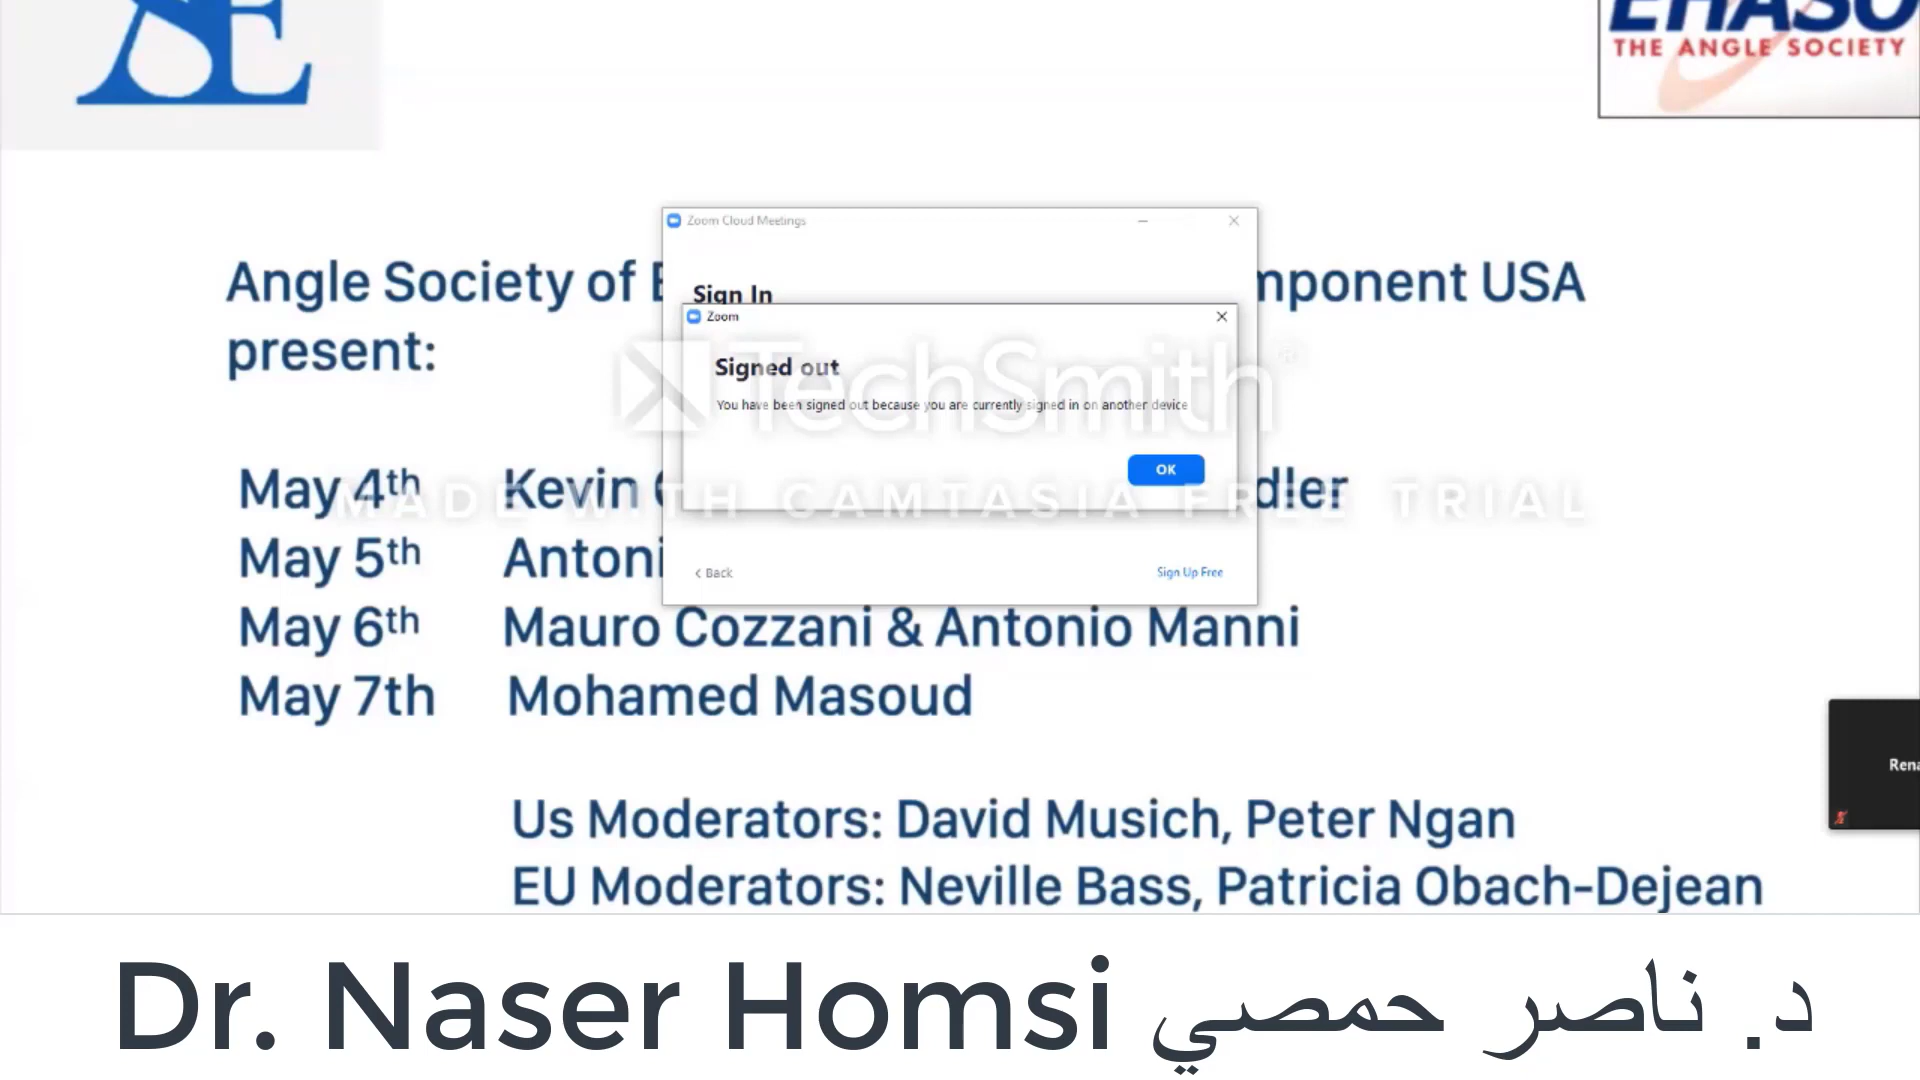 SE
THE ANGLE SOCIETY
Zoom Cloud Meetings
Angle Society of
USA
present:
Sign In
Zoom
Signed out
TechSmith®
You have been signed out because you are currently signed in on another device
OK
May 4th Kevin
MADE WITH CAMTASIA FREE TRIAL
May 5th
< Back
Sign Up Free
May 6th Mauro Cozzani & Antonio Manni
May 7th Mohamed Masoud
Us Moderators: David Musich, Peter Ngan
EU Moderators: Neville Bass, Patricia Obach-Dejean
Dr. Naser Homsi د. ناصر حمصي